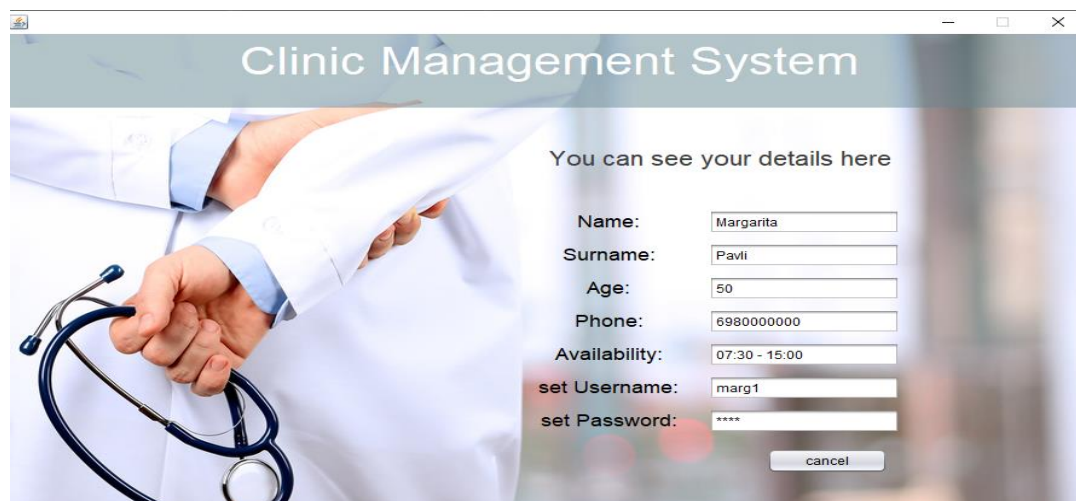 Clinic Management System
You can see your details here
Name: Margarita
Surname: Pavli
Age: 50
Phone: 6980000000
Availability: 07:30 - 15:00
set Username: marg1
set Password: ****
cancel